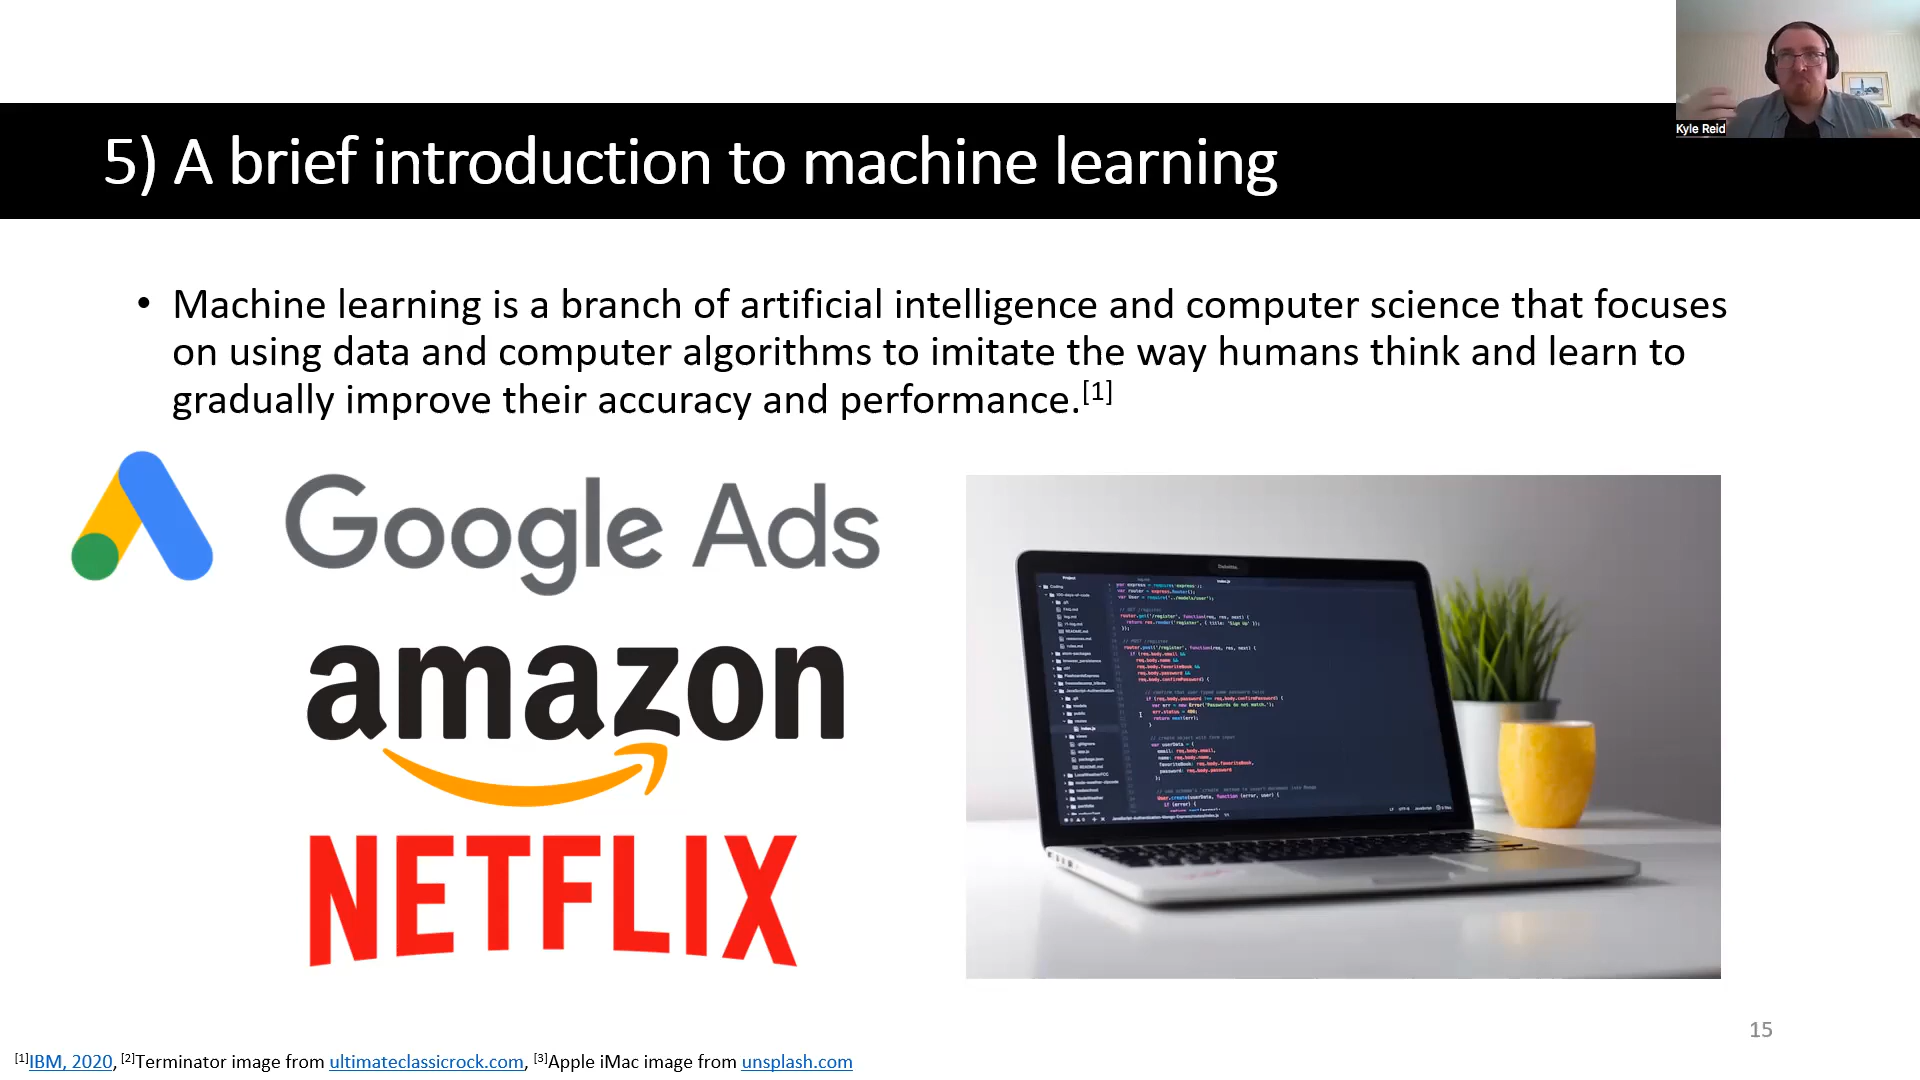 Kyle Reid
5) A brief introduction to machine learning
• Machine learning is a branch of artificial intelligence and computer science that focuses
on using data and computer algorithms to imitate the way humans think and learn to
gradually improve their accuracy and performance.[1]
Google Ads
amazon
NETFLIX
15
[1]IBM, 2020, [2]Terminator image from ultimateclassicrock.com, [3]Apple iMac image from unsplash.com